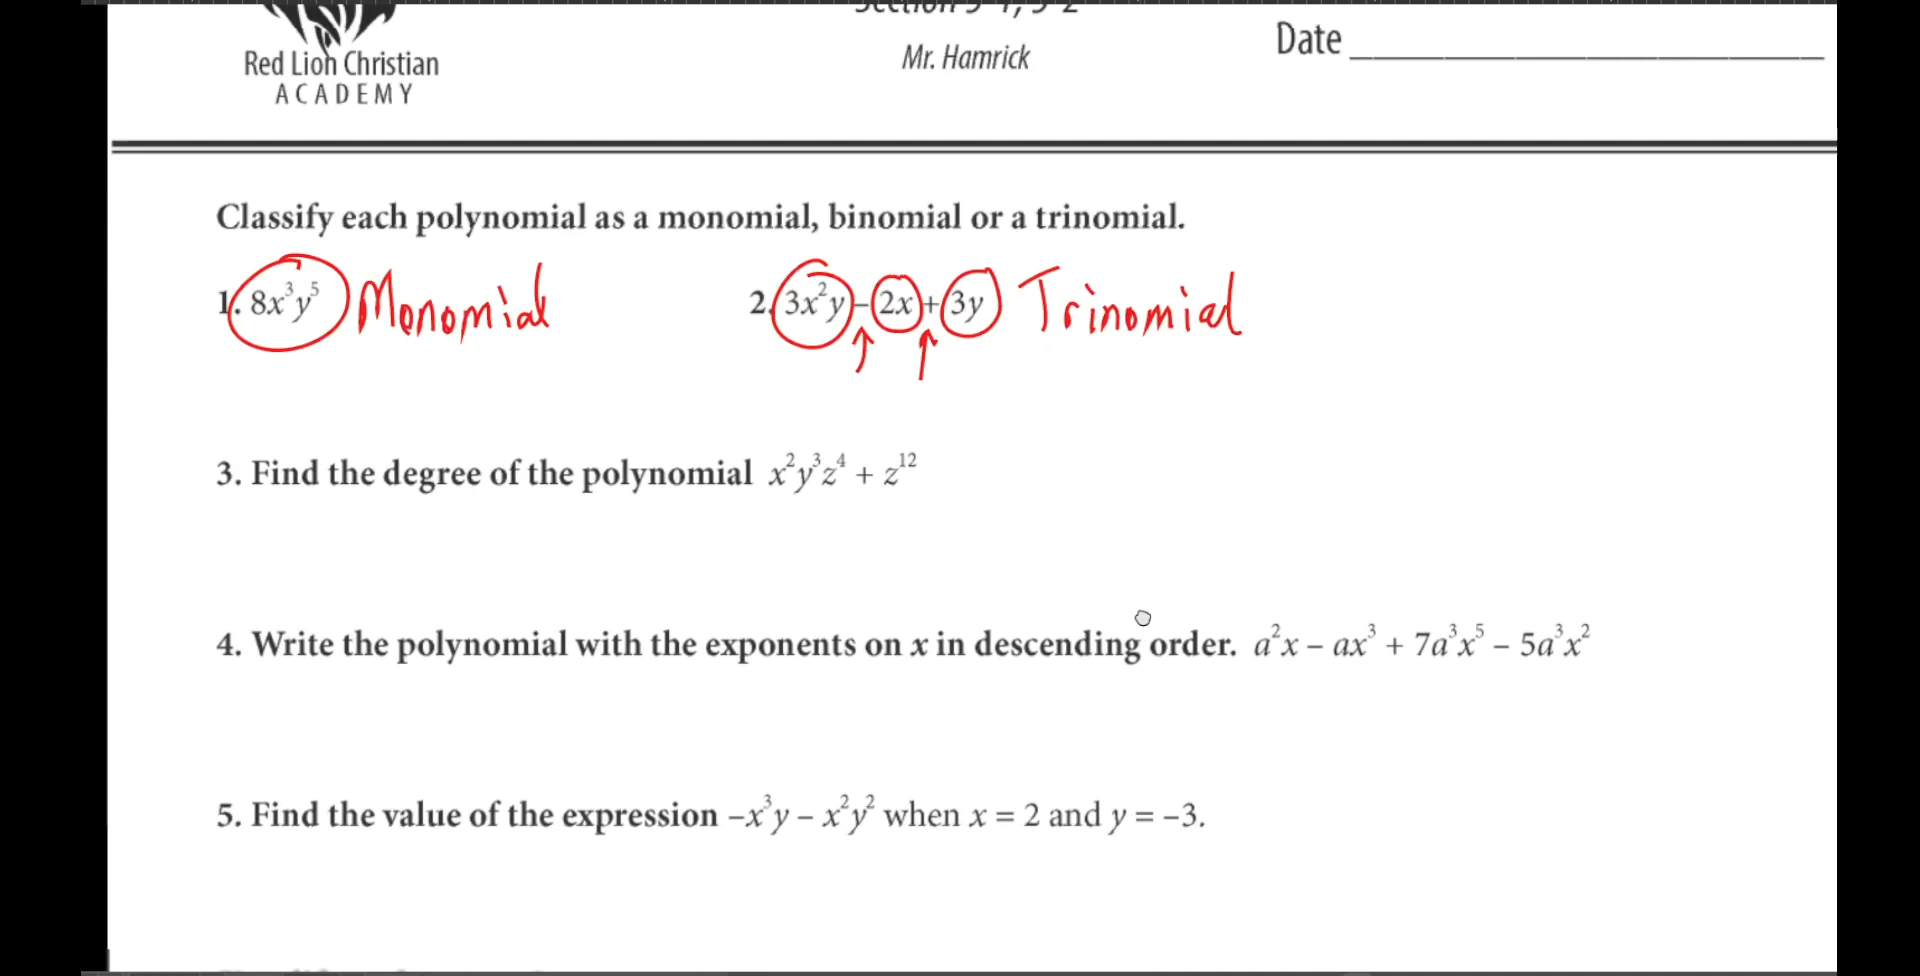 Red Lion Christian
ACADEMY
Mr. Hamrick
Date
Classify each polynomial as a monomial, binomial or a trinomial.
1. 8x³y⁵ Monomial
2. 3x²y – 2x + 3y Trinomial
3. Find the degree of the polynomial x²y³z⁴ + z¹²
4. Write the polynomial with the exponents on x in descending order. a²x – ax³ + 7a³x⁵ – 5a³x²
5. Find the value of the expression –x³y – x²y² when x = 2 and y = –3.